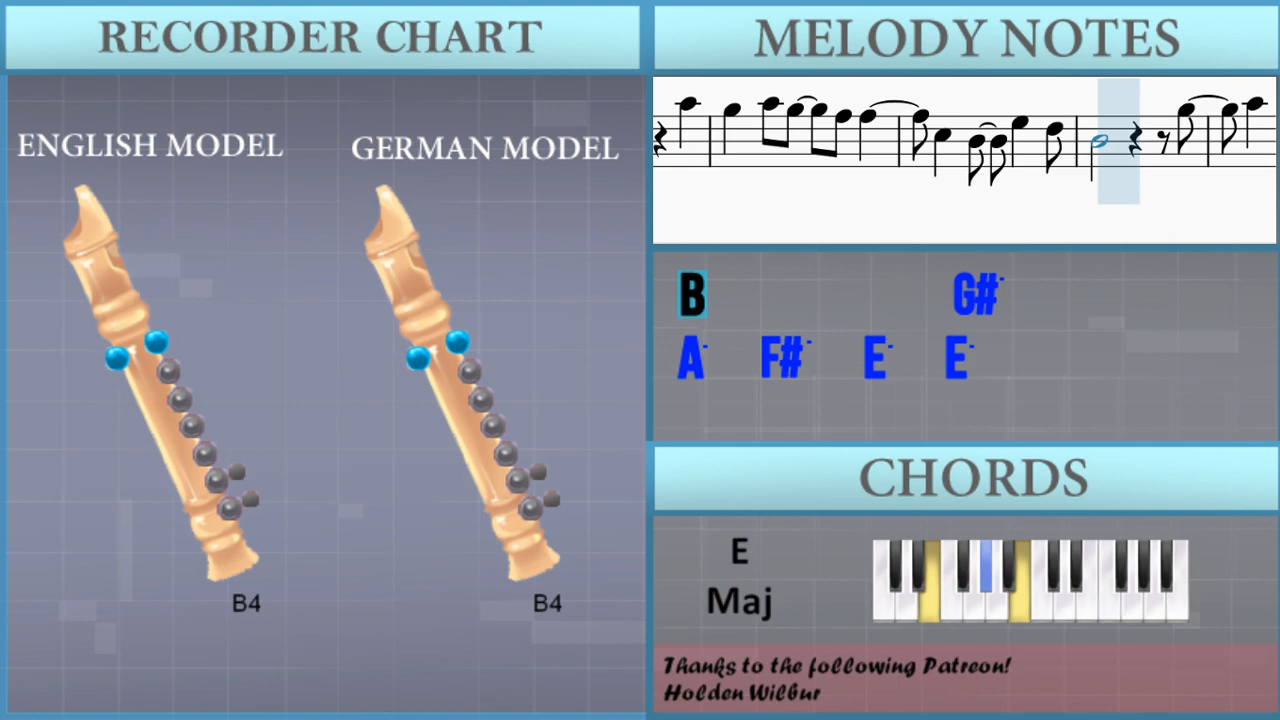 RECORDER CHART
ENGLISH MODEL
GERMAN MODEL
B4
B4
MELODY NOTES
B G#-
A- F#- E- E-
CHORDS
E
Maj
Thanks to the following Patreon!
Holden Wilbur